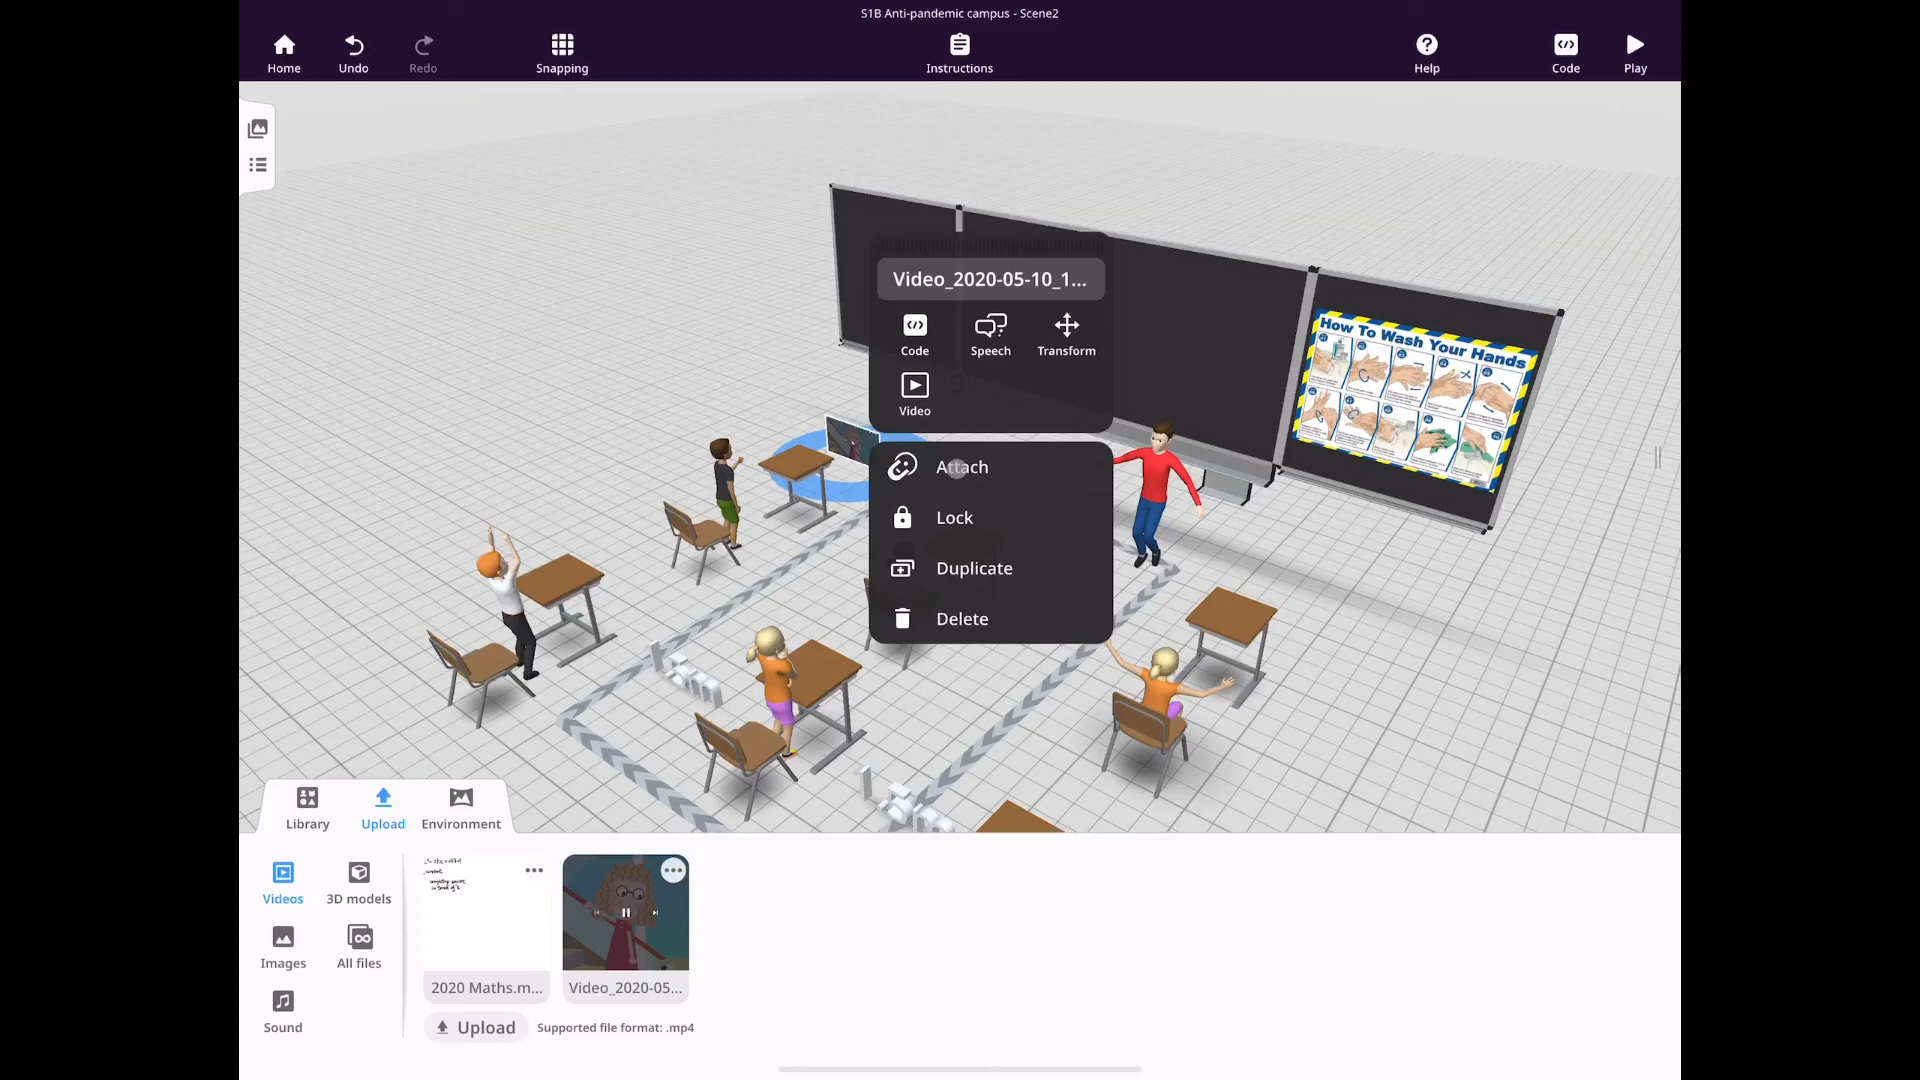 S1B Anti-pandemic campus - Scene2
Home
Undo
Redo
Snapping
Instructions
Help
Code
Play
Video_2020-05-10_1...
Code
Speech
Transform
Video
How To Wash Your Hands
Attach
Lock
Duplicate
Delete
Library
Upload
Environment
Videos
3D models
Images
All files
Sound
2020 Maths.m...
Video_2020-05...
Upload
Supported file format: .mp4